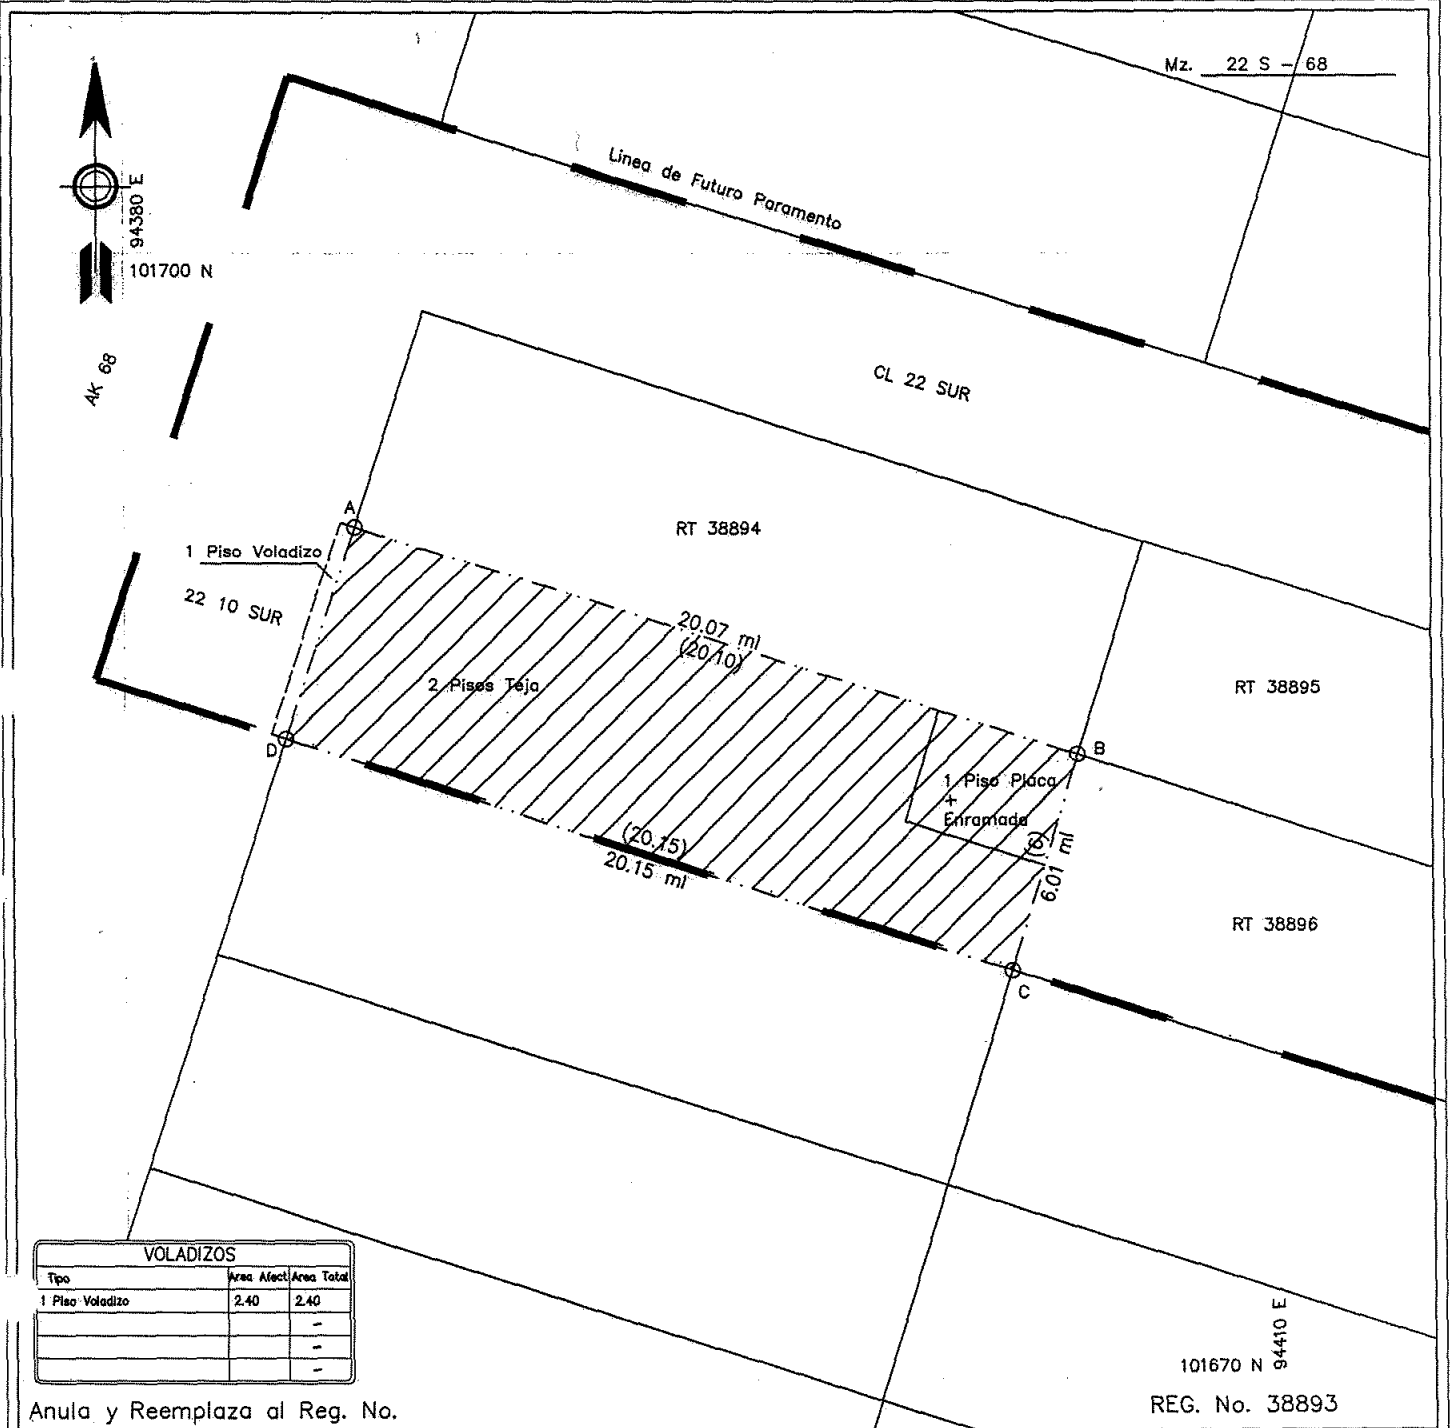 Mz. 22 S - 68
Linea de Futuro Paramento
94380 E
101700 N
AK 68
CL 22 SUR
A
RT 38894
1 Piso Voladizo
22 10 SUR
20.07 ml
(20.10)
2 Pisos Teja
RT 38895
B
D
1 Piso Placa
+
Enramada
(6)
6.01 ml
(20.15)
20.15 ml
RT 38896
C
VOLADIZOS
Tipo Area Afect Area Total
1 Piso Voladizo 2.40 2.40
-
-
-
94410 E
101670 N
Anula y Reemplaza al Reg. No.
REG. No. 38893